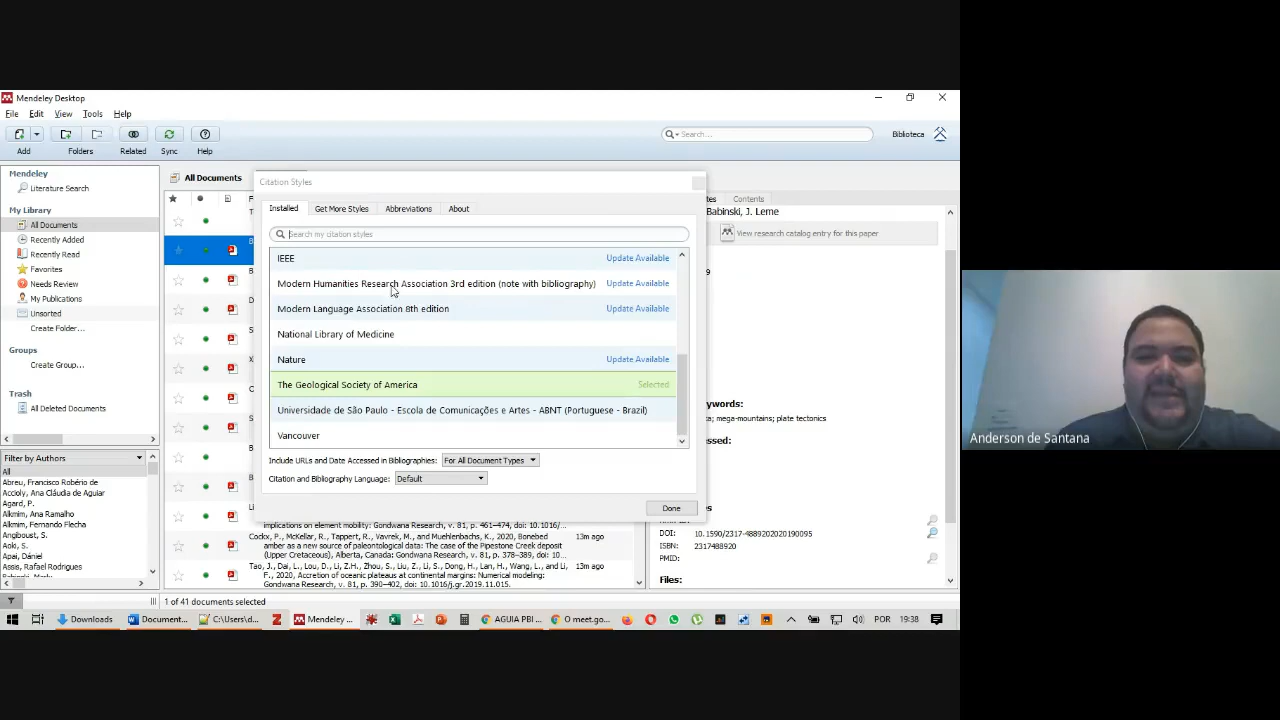 Mendeley Desktop
File Edit View Tools Help
Search...
Biblioteca
Add Folders Related Sync Help
Mendeley
Literature Search
My Library
All Documents
Recently Added
Recently Read
Favorites
Needs Review
My Publications
Unsorted
Create Folder...
Groups
Create Group...
Trash
All Deleted Documents
Filter by Authors
All
Abreu, Francisco Robério de
Accioly, Ana Cláudia de Aguiar
Agard, P.
Alkmim, Ana Ramalho
Alkmim, Fernando Flecha
Angiboust, S.
Aoki, S.
Apai, Dániel
Assis, Rafael Rodrigues
All Documents
Citation Styles
Installed Get More Styles Abbreviations About
Search my citation styles
IEEE Update Available
Modern Humanities Research Association 3rd edition (note with bibliography) Update Available
Modern Language Association 8th edition Update Available
National Library of Medicine
Nature Update Available
The Geological Society of America Selected
Universidade de São Paulo - Escola de Comunicações e Artes - ABNT (Portuguese - Brazil)
Vancouver
Include URLs and Date Accessed in Bibliographies: For All Document Types
Citation and Bibliography Language: Default
Done
implications on element mobility: Gondwana Research, v. 81, p. 461–474, doi: 10.1016/...
Codcx, P., McKellar, R., Tappert, R., Vavrek, M., and Muehlenbachs, K., 2020, Bonebed 13m ago
amber as a new source of paleontological data: The case of the Pipestone Creek deposit
(Upper Cretaceous), Alberta, Canada: Gondwana Research, v. 81, p. 378–389, doi: 10...
Tao, J., Dai, L., Lou, D., Li, Z.H., Zhou, S., Liu, Z., Li, S., Dong, H., Lan, H., Wang, L., and Li, 13m ago
F., 2020, Accretion of oceanic plateaus at continental margins: Numerical modeling:
Gondwana Research, v. 81, p. 390–402, doi: 10.1016/j.gr.2019.11.015.
Contents
Babinski, J. Leme
View research catalog entry for this paper
ywords:
a; mega-mountains; plate tectonics
DOI: 10.1590/2317-4889202020190095
ISBN: 2317488920
PMID:
Files:
1 of 41 documents selected
Downloads
Document...
C:\Users\d...
Mendeley ...
AGUIA PBI ...
O meet.go...
POR 19:38
Anderson de Santana